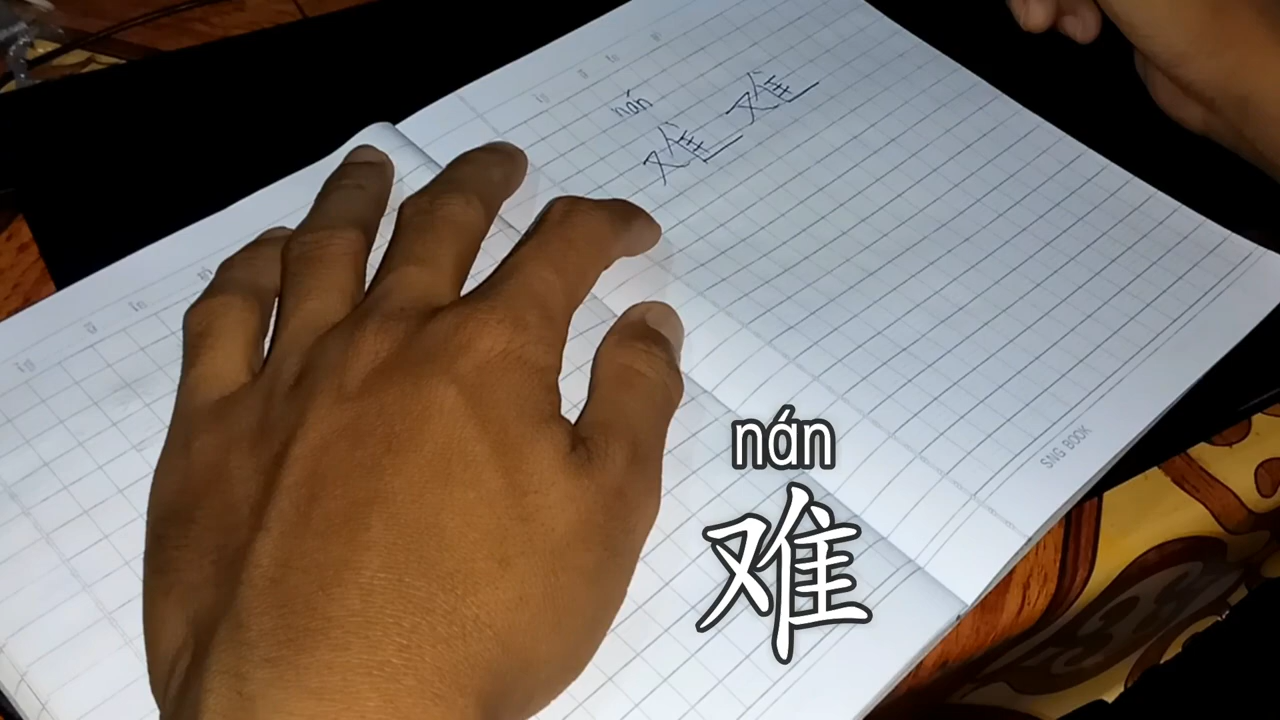 nán
难 难
nán
难
SNG BOOK